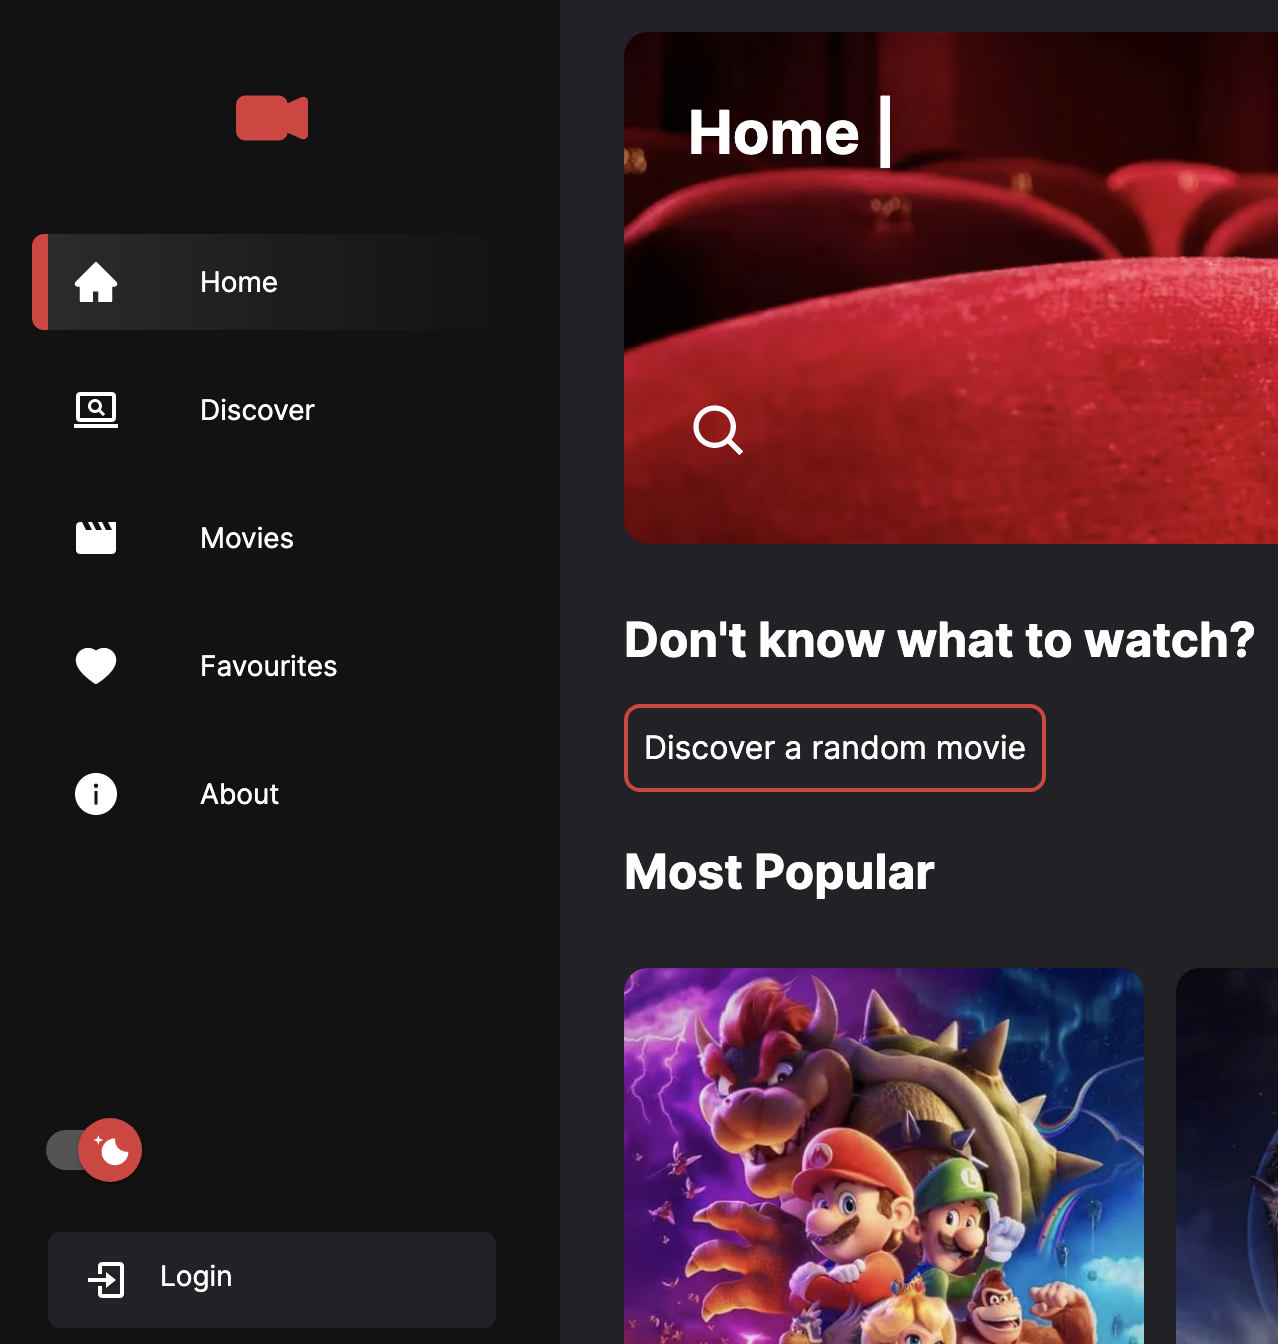 Home
Discover
Movies
Favourites
About
Login
Home |
Don't know what to watch?
Discover a random movie
Most Popular
M
L